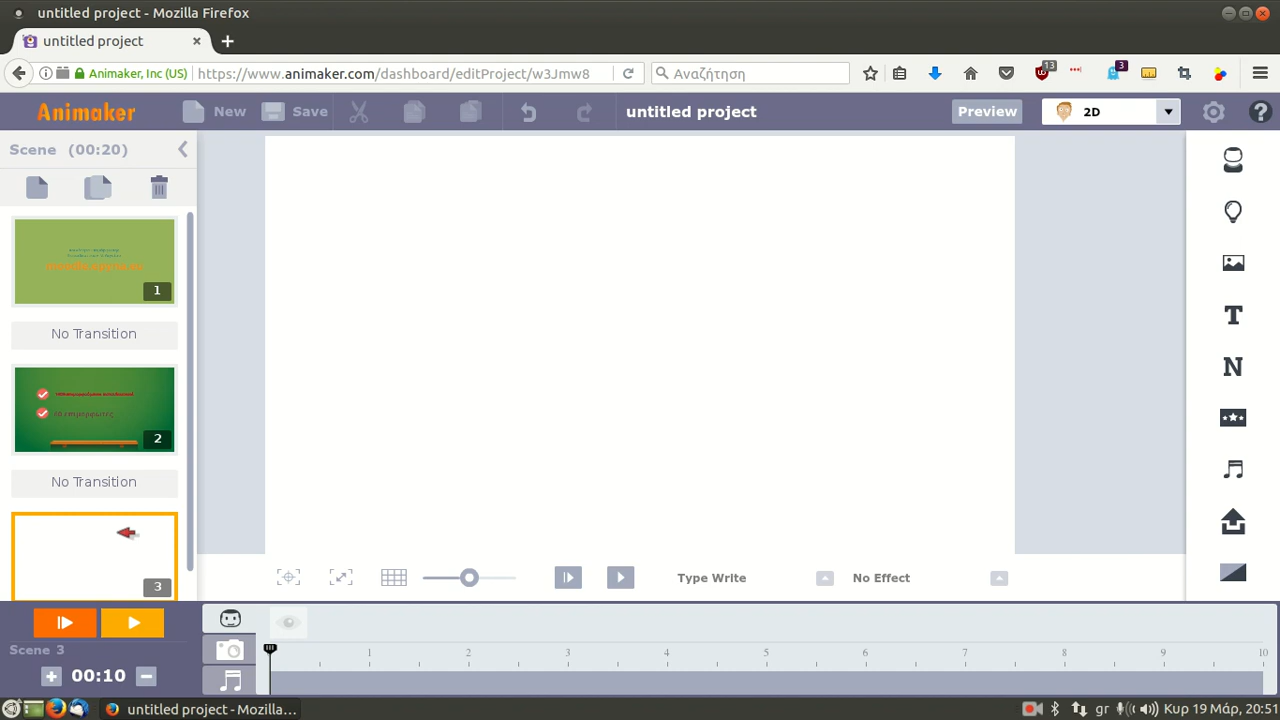 untitled project - Mozilla Firefox
untitled project
Animaker, Inc (US)
https://www.animaker.com/dashboard/editProject/w3Jmw8
Αναζήτηση
13
3
Animaker
New
Save
untitled project
Preview
2D
Scene (00:20)
1
No Transition
2
No Transition
3
Type Write
No Effect
Scene 3
00:10
1
2
3
4
5
6
7
8
9
10
untitled project - Mozilla...
gr
Κυρ 19 Μάρ, 20:51